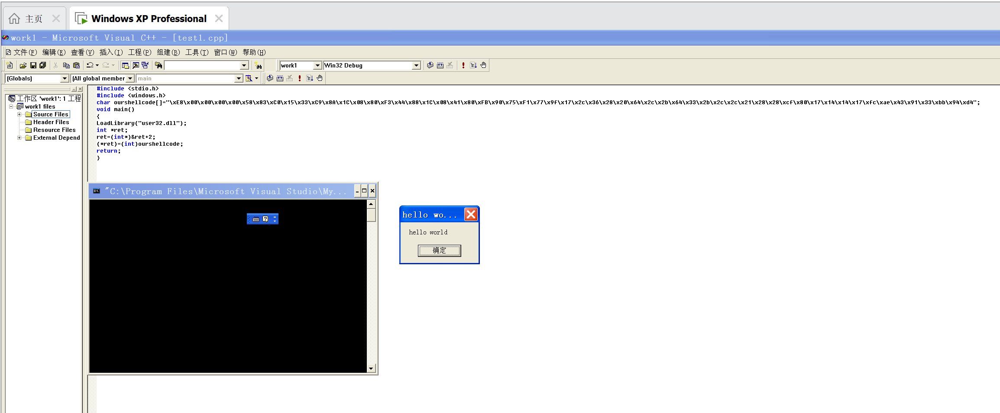 主页
Windows XP Professional
work1 - Microsoft Visual C++ - [test1.cpp]
文件(F) 编辑(E) 查看(V) 插入(I) 工程(P) 组建(B) 工具(T) 窗口(W) 帮助(H)
work1 Win32 Debug
(Globals) (All global member main
工作区 'work1': 1 工程
work1 files
Source Files
Header Files
Resource Files
External Depend
#include <stdio.h>
#include <windows.h>
char ourshellcode[]="\xE8\x00\x00\x00\x00\x58\x83\xC0\x15\x33\xC9\x8A\x1C\x08\x80\xF3\x44\x88\x1C\x08\x41\x80\xFB\x90\x75\xF1\x77\x9f\x17\x2c\x36\x28\x20\x64\x2c\x2b\x64\x33\x2b\x2c\x2c\x21\x28\x28\xcf\x80\x17\x14\x14\x17\xfc\xae\x43\x91\x33\xbb\x94\xd4";
void main()
{
LoadLibrary("user32.dll");
int *ret;
ret=(int*)&ret+2;
(*ret)=(int)ourshellcode;
return;
}
"C:\Program Files\Microsoft Visual Studio\My...
hello wo...
hello world
确定